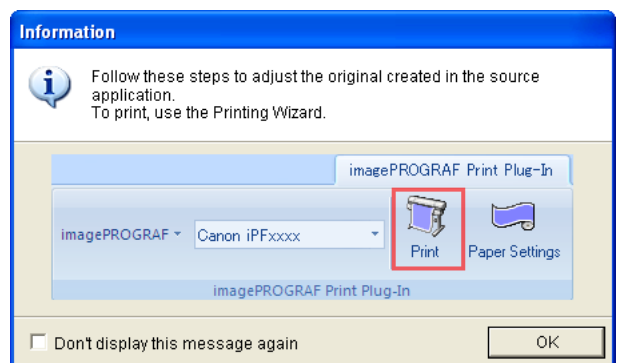 Information
Follow these steps to adjust the original created in the source
application.
To print, use the Printing Wizard.
imagePROGRAF Print Plug-In
imagePROGRAF
Canon iPFxxxx
Print
Paper Settings
imagePROGRAF Print Plug-In
Don't display this message again
OK